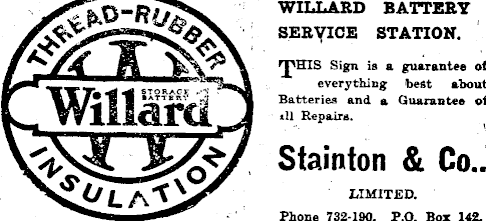 THREAD-RUBBER
Willard
STORAGE
BATTERY
INSULATION
WILLARD BATTERY
SERVICE STATION.
THIS Sign is a guarantee of
everything best about
Batteries and a Guarantee of
all Repairs.
Stainton & Co..
LIMITED.
Phone 732-190. P.O. Box 142.